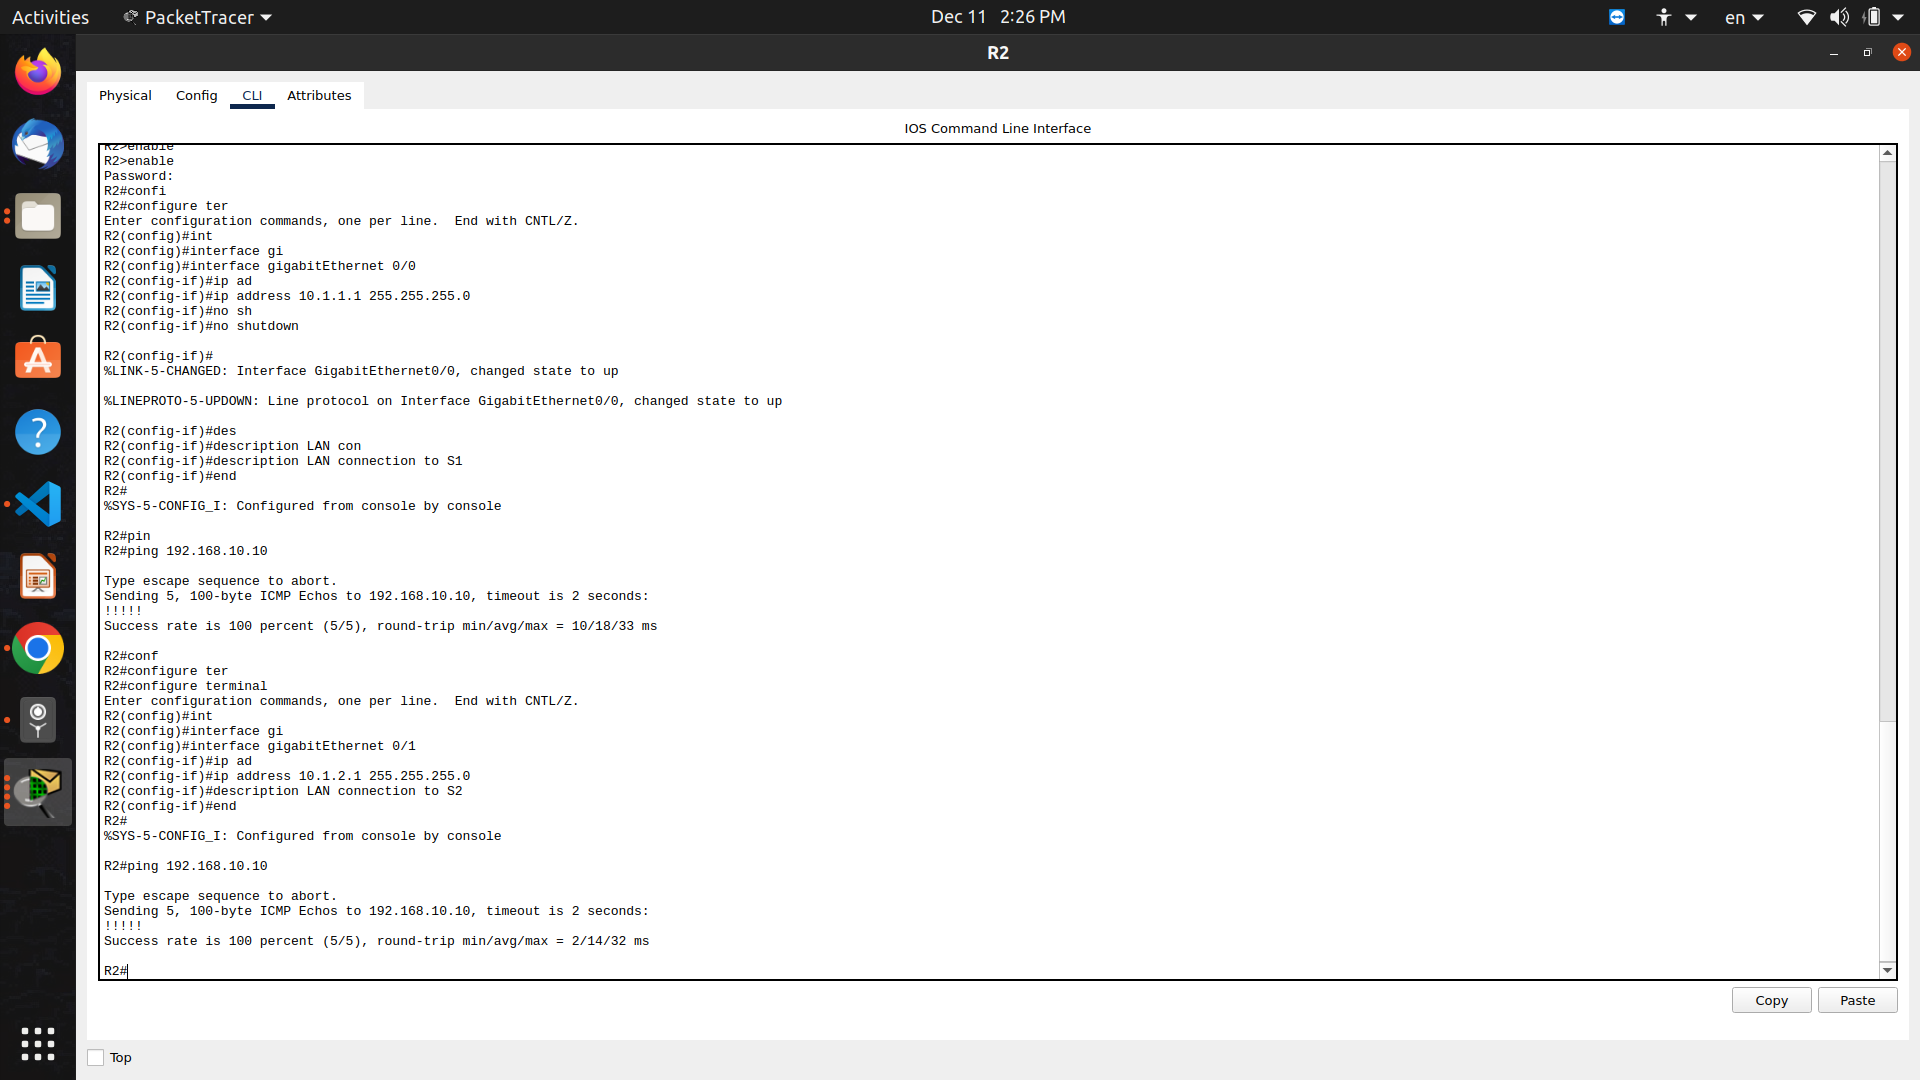 Activities
PacketTracer
Dec 11 2:26 PM
en
R2
Physical
Config
CLI
Attributes
IOS Command Line Interface
R2>enable
R2>enable
Password:
R2#confi
R2#configure ter
Enter configuration commands, one per line.  End with CNTL/Z.
R2(config)#int
R2(config)#interface gi
R2(config)#interface gigabitEthernet 0/0
R2(config-if)#ip ad
R2(config-if)#ip address 10.1.1.1 255.255.255.0
R2(config-if)#no sh
R2(config-if)#no shutdown
R2(config-if)#
%LINK-5-CHANGED: Interface GigabitEthernet0/0, changed state to up
%LINEPROTO-5-UPDOWN: Line protocol on Interface GigabitEthernet0/0, changed state to up
R2(config-if)#des
R2(config-if)#description LAN con
R2(config-if)#description LAN connection to S1
R2(config-if)#end
R2#
%SYS-5-CONFIG_I: Configured from console by console
R2#pin
R2#ping 192.168.10.10
Type escape sequence to abort.
Sending 5, 100-byte ICMP Echos to 192.168.10.10, timeout is 2 seconds:
!!!!!
Success rate is 100 percent (5/5), round-trip min/avg/max = 10/18/33 ms
R2#conf
R2#configure ter
R2#configure terminal
Enter configuration commands, one per line.  End with CNTL/Z.
R2(config)#int
R2(config)#interface gi
R2(config)#interface gigabitEthernet 0/1
R2(config-if)#ip ad
R2(config-if)#ip address 10.1.2.1 255.255.255.0
R2(config-if)#description LAN connection to S2
R2(config-if)#end
R2#
%SYS-5-CONFIG_I: Configured from console by console
R2#ping 192.168.10.10
Type escape sequence to abort.
Sending 5, 100-byte ICMP Echos to 192.168.10.10, timeout is 2 seconds:
!!!!!
Success rate is 100 percent (5/5), round-trip min/avg/max = 2/14/32 ms
R2#
Copy
Paste
Top